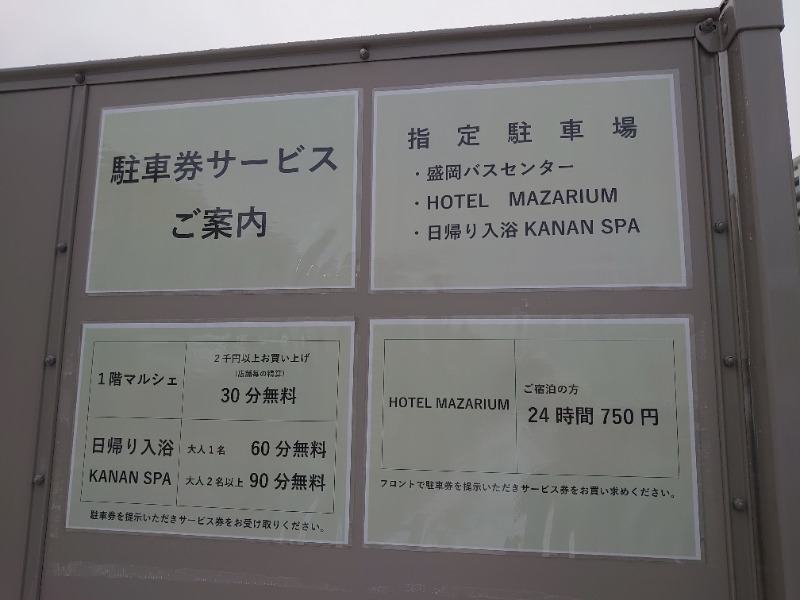 駐車券サービス
ご案内
指定駐車場
・盛岡バスセンター
・HOTEL MAZARIUM
・日帰り入浴 KANAN SPA
1階マルシェ
2千円以上お買い上げ
(店舗毎の精算)
30分無料
日帰り入浴
KANAN SPA
大人1名 60分無料
大人2名以上 90分無料
駐車券を提示いただきサービス券をお受け取りください。
HOTEL MAZARIUM
ご宿泊の方
24時間750円
フロントで駐車券を提示いただきサービス券をお買い求めください。